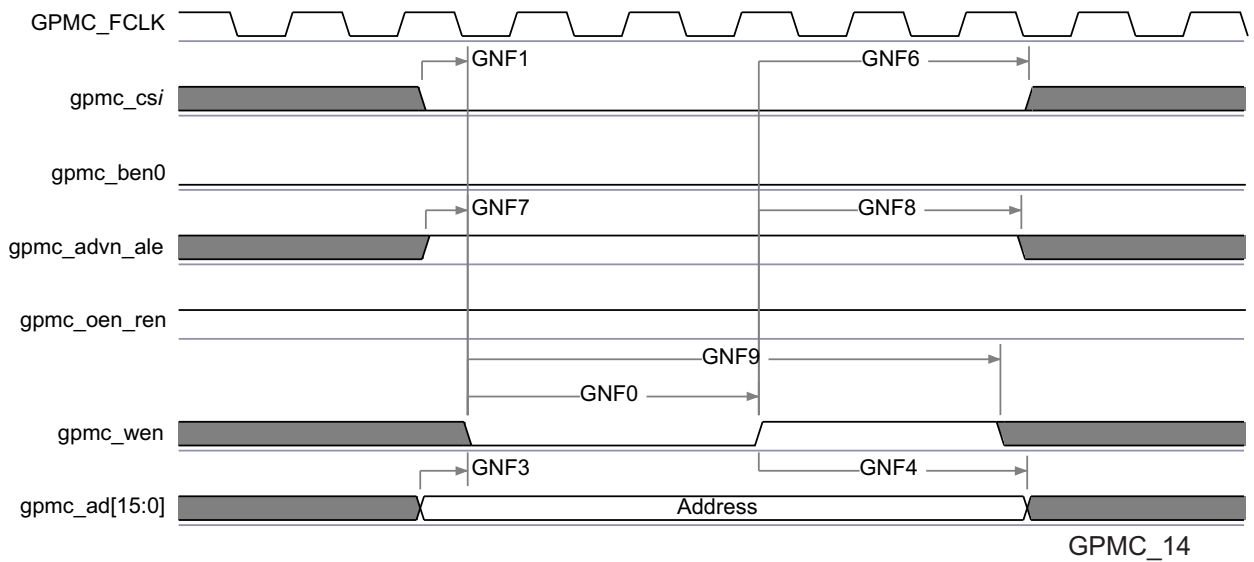 GPMC_FCLK
GNF1 GNF6
gpmc_csi
gpmc_ben0
GNF7 GNF8
gpmc_advn_ale
gpmc_oen_ren
GNF9
GNF0
gpmc_wen
GNF3 GNF4
gpmc_ad[15:0] Address
GPMC_14